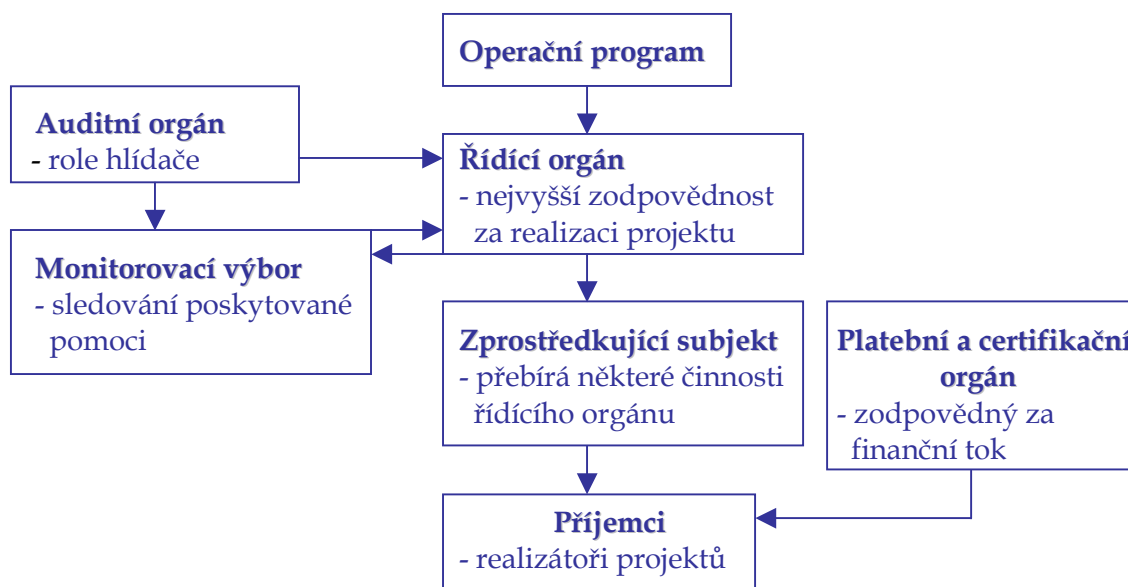 Operační program
Auditní orgán
- role hlídače
Řídící orgán
- nejvyšší zodpovědnost
za realizaci projektu
Monitorovací výbor
- sledování poskytované
pomoci
Zprostředkující subjekt
- přebírá některé činnosti
řídícího orgánu
Platební a certifikační
orgán
- zodpovědný za
finanční tok
Příjemci
- realizátoři projektů